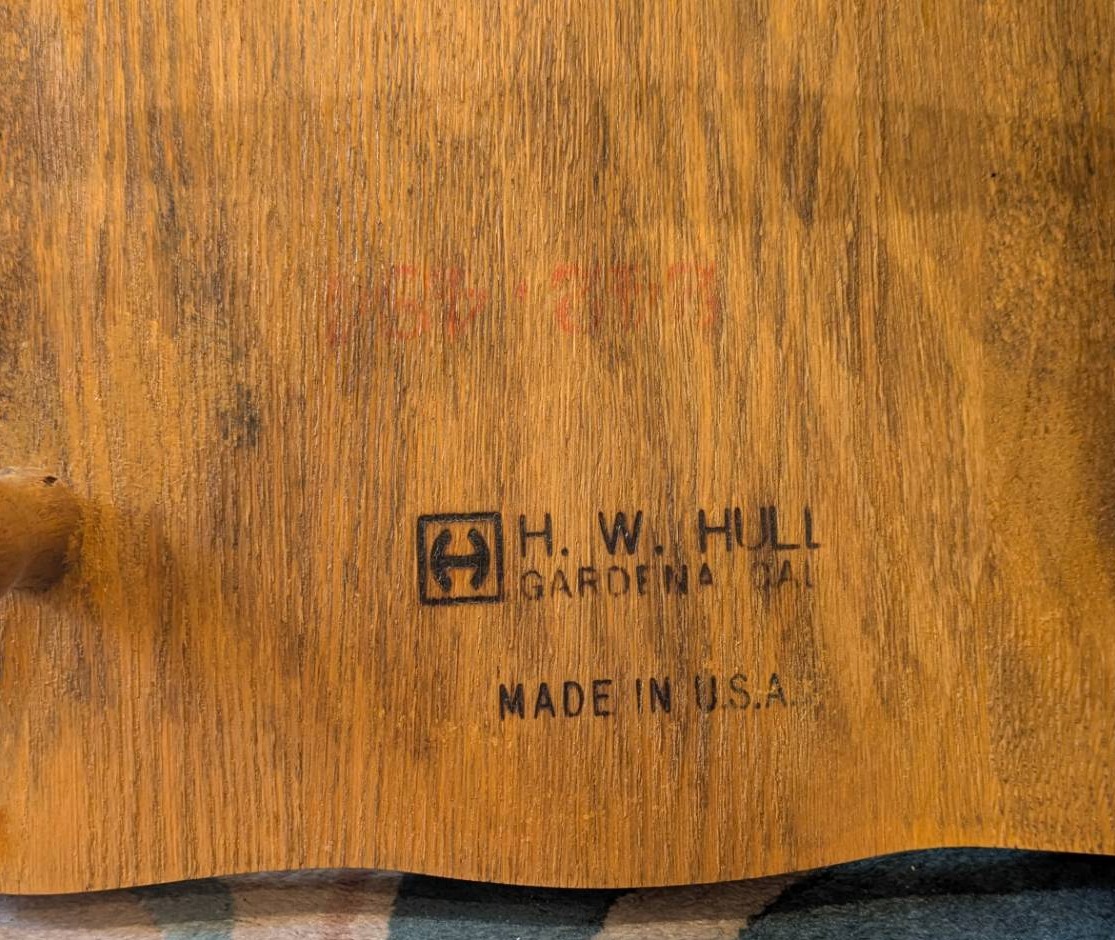 H
H. W. HULL
GARDENA CAL
MADE IN U.S.A.